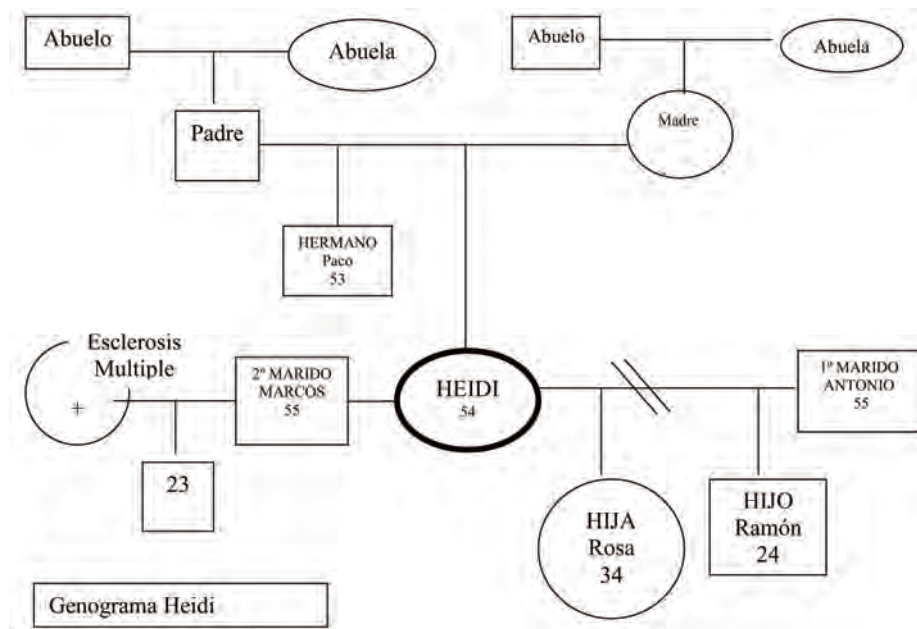 Abuelo
Abuela
Abuelo
Abuela
Padre
Madre
HERMANO
Paco
53
Esclerosis
Multiple
+
2º MARIDO
MARCOS
55
HEIDI
54
1º MARIDO
ANTONIO
55
23
HIJA
Rosa
34
HIJO
Ramón
24
Genograma Heidi